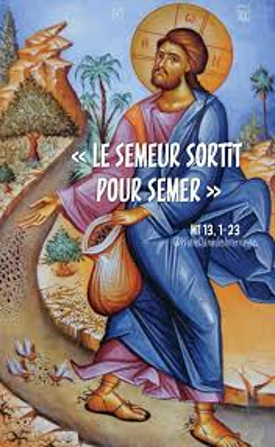 « LE SEMEUR SORTIT
POUR SEMER »
MT 13, 1-23